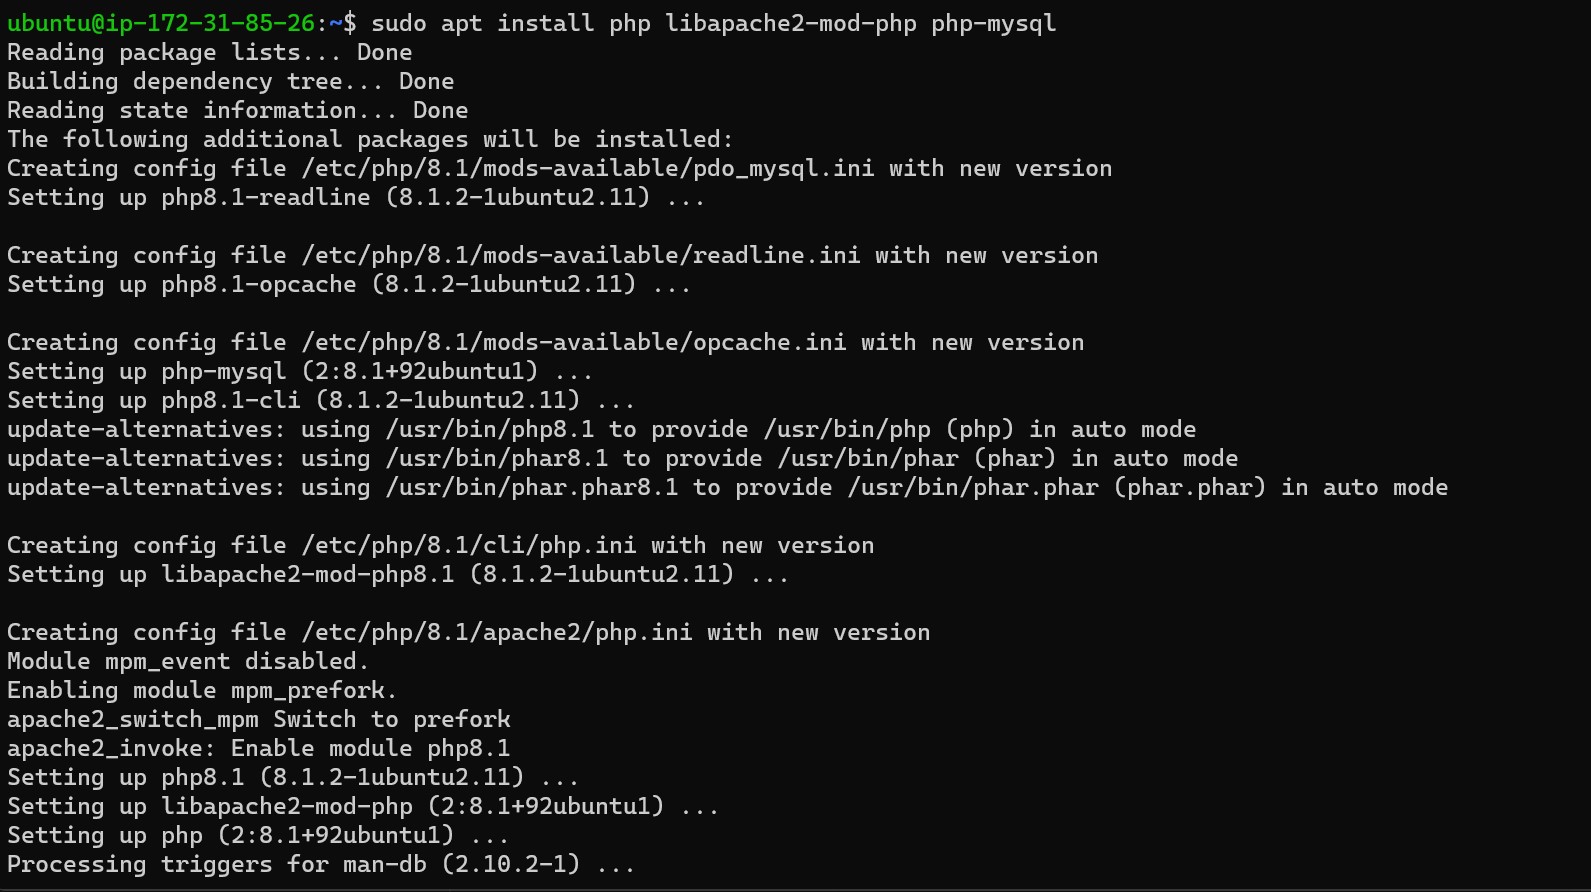 ubuntu@ip-172-31-85-26:~$ sudo apt install php libapache2-mod-php php-mysql
Reading package lists... Done
Building dependency tree... Done
Reading state information... Done
The following additional packages will be installed:
Creating config file /etc/php/8.1/mods-available/pdo_mysql.ini with new version
Setting up php8.1-readline (8.1.2-1ubuntu2.11) ...
Creating config file /etc/php/8.1/mods-available/readline.ini with new version
Setting up php8.1-opcache (8.1.2-1ubuntu2.11) ...
Creating config file /etc/php/8.1/mods-available/opcache.ini with new version
Setting up php-mysql (2:8.1+92ubuntu1) ...
Setting up php8.1-cli (8.1.2-1ubuntu2.11) ...
update-alternatives: using /usr/bin/php8.1 to provide /usr/bin/php (php) in auto mode
update-alternatives: using /usr/bin/phar8.1 to provide /usr/bin/phar (phar) in auto mode
update-alternatives: using /usr/bin/phar.phar8.1 to provide /usr/bin/phar.phar (phar.phar) in auto mode
Creating config file /etc/php/8.1/cli/php.ini with new version
Setting up libapache2-mod-php8.1 (8.1.2-1ubuntu2.11) ...
Creating config file /etc/php/8.1/apache2/php.ini with new version
Module mpm_event disabled.
Enabling module mpm_prefork.
apache2_switch_mpm Switch to prefork
apache2_invoke: Enable module php8.1
Setting up php8.1 (8.1.2-1ubuntu2.11) ...
Setting up libapache2-mod-php (2:8.1+92ubuntu1) ...
Setting up php (2:8.1+92ubuntu1) ...
Processing triggers for man-db (2.10.2-1) ...